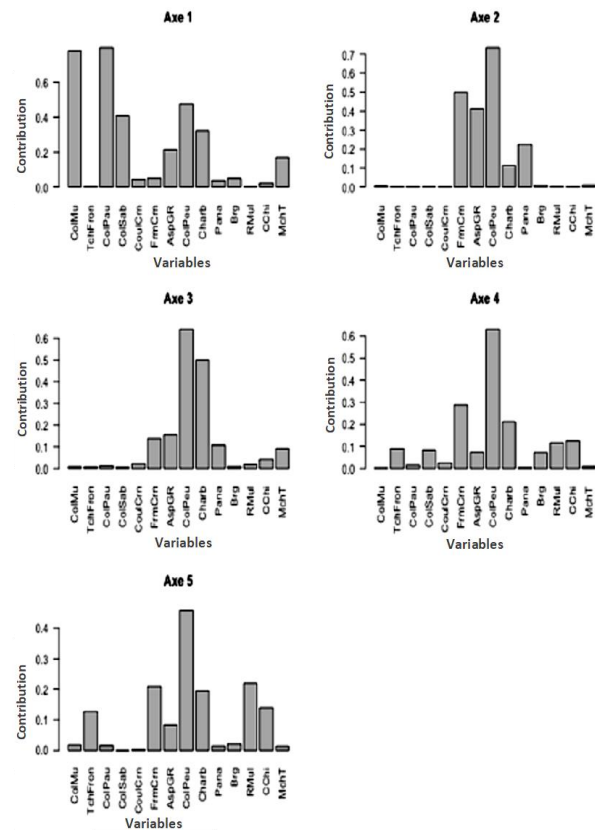 Axe 1
Contribution
0.6
0.4
0.2
0.0
ColMu
TchFron
ColPau
ColSab
CoulCrn
FrmCrn
AspGR
ColPeu
Charb
Pana
Brg
RMul
CChi
MchT
Variables
Axe 2
Contribution
0.7
0.6
0.5
0.4
0.3
0.2
0.1
0.0
ColMu
TchFron
ColPau
ColSab
CoulCrn
FrmCrn
AspGR
ColPeu
Charb
Pana
Brg
RMul
CChi
MchT
Variables
Axe 3
Contribution
0.6
0.5
0.4
0.3
0.2
0.1
0.0
ColMu
TchFron
ColPau
ColSab
CoulCrn
FrmCrn
AspGR
ColPeu
Charb
Pana
Brg
RMul
CChi
MchT
Variables
Axe 4
Contribution
0.6
0.5
0.4
0.3
0.2
0.1
0.0
ColMu
TchFron
ColPau
ColSab
CoulCrn
FrmCrn
AspGR
ColPeu
Charb
Pana
Brg
RMul
CChi
MchT
Variables
Axe 5
Contribution
0.4
0.3
0.2
0.1
0.0
ColMu
TchFron
ColPau
ColSab
CoulCrn
FrmCrn
AspGR
ColPeu
Charb
Pana
Brg
RMul
CChi
MchT
Variables